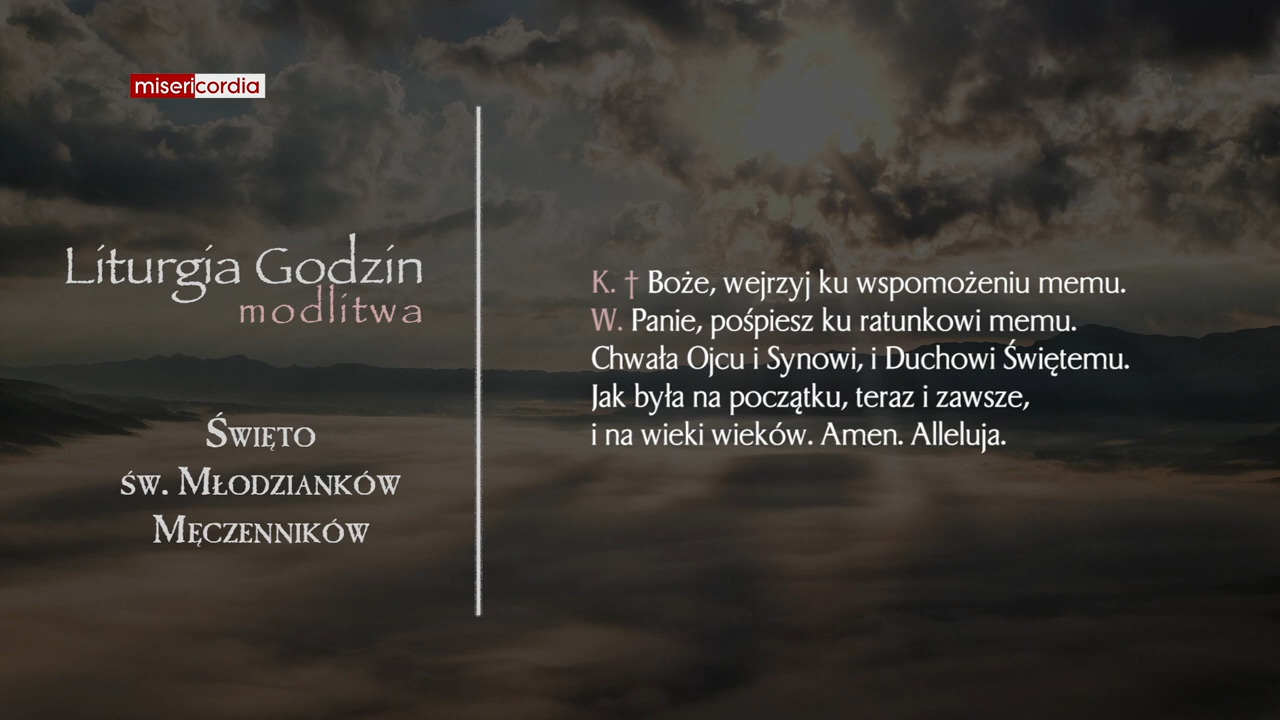 misericordia
Liturgia Godzin
modlitwa
Święto
św. Młodzianków
Męczenników
K. † Boże, wejrzyj ku wspomożeniu memu.
W. Panie, pośpiesz ku ratunkowi memu.
Chwała Ojcu i Synowi, i Duchowi Świętemu.
Jak była na początku, teraz i zawsze,
i na wieki wieków. Amen. Alleluja.